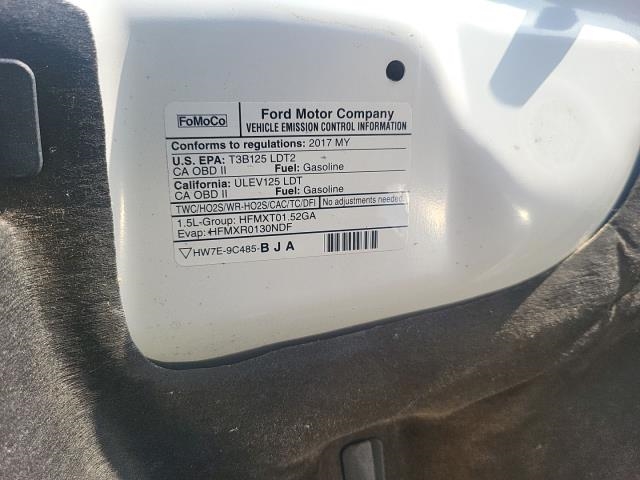 FoMoCo
Ford Motor Company
VEHICLE EMISSION CONTROL INFORMATION
Conforms to regulations: 2017 MY
U.S. EPA: T3B125 LDT2
CA OBD II Fuel: Gasoline
California: ULEV125 LDT
CA OBD II Fuel: Gasoline
TWC/HO2S/WR-HO2S/CAC/TC/DFI No adjustments needed.
1.5L-Group: HFMXT01.52GA
Evap: HFMXR0130NDF
HW7E-9C485-BJA